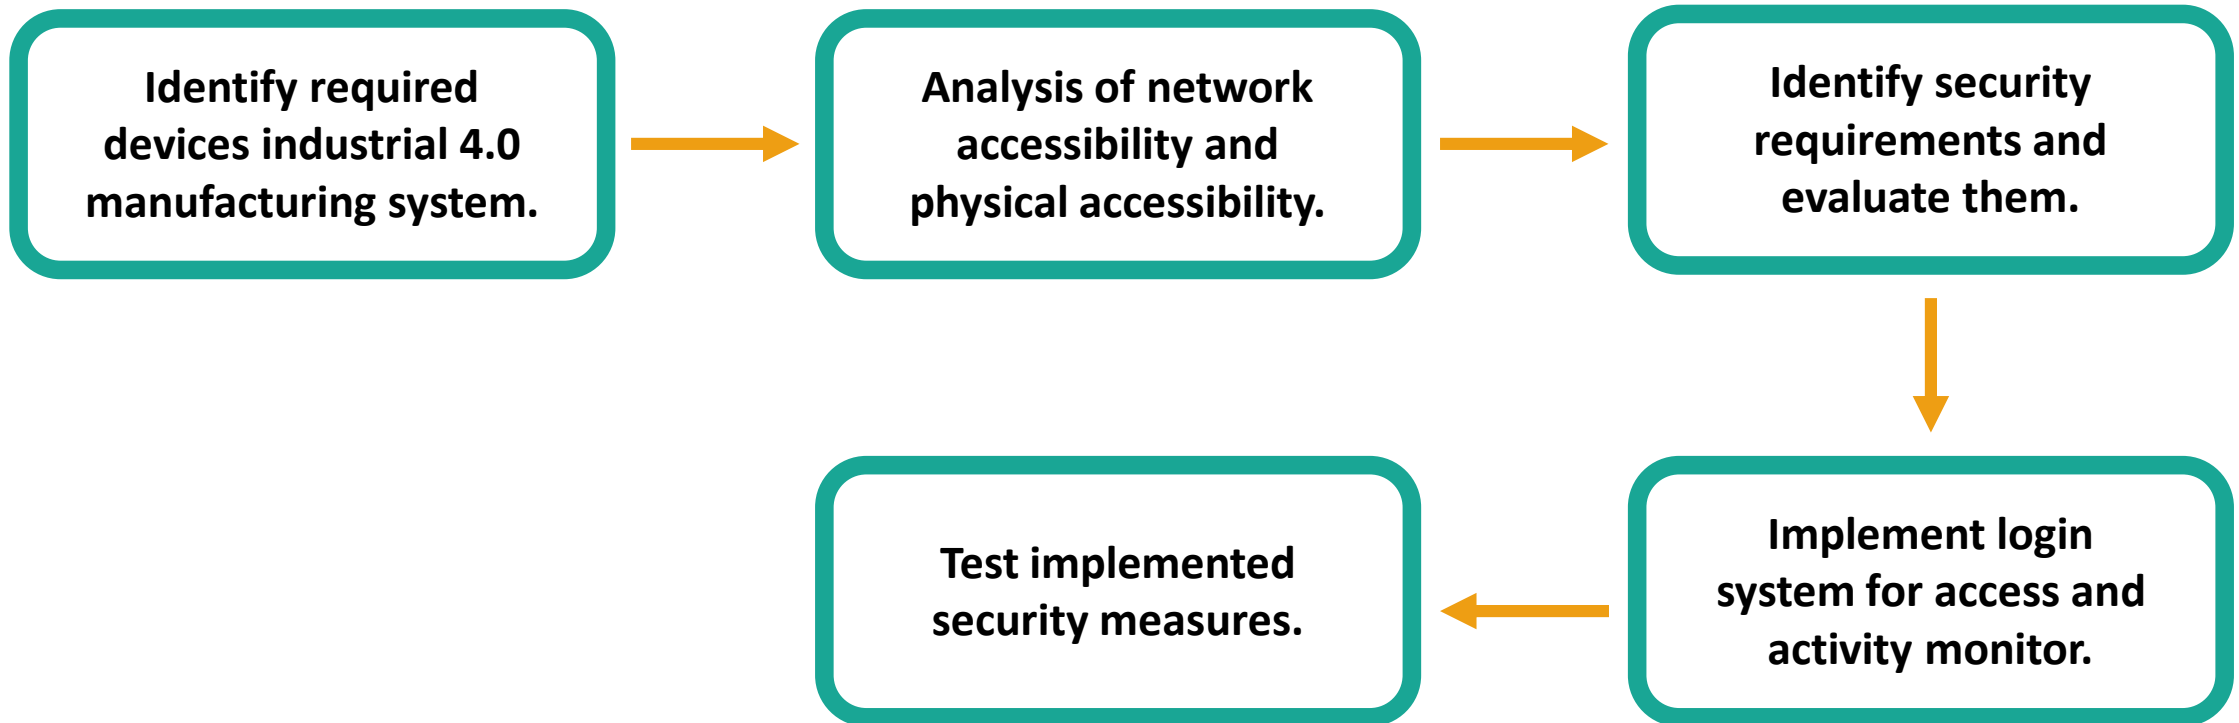 Identify required
devices industrial 4.0
manufacturing system.
Analysis of network
accessibility and
physical accessibility.
Identify security
requirements and
evaluate them.
Implement login
system for access and
activity monitor.
Test implemented
security measures.